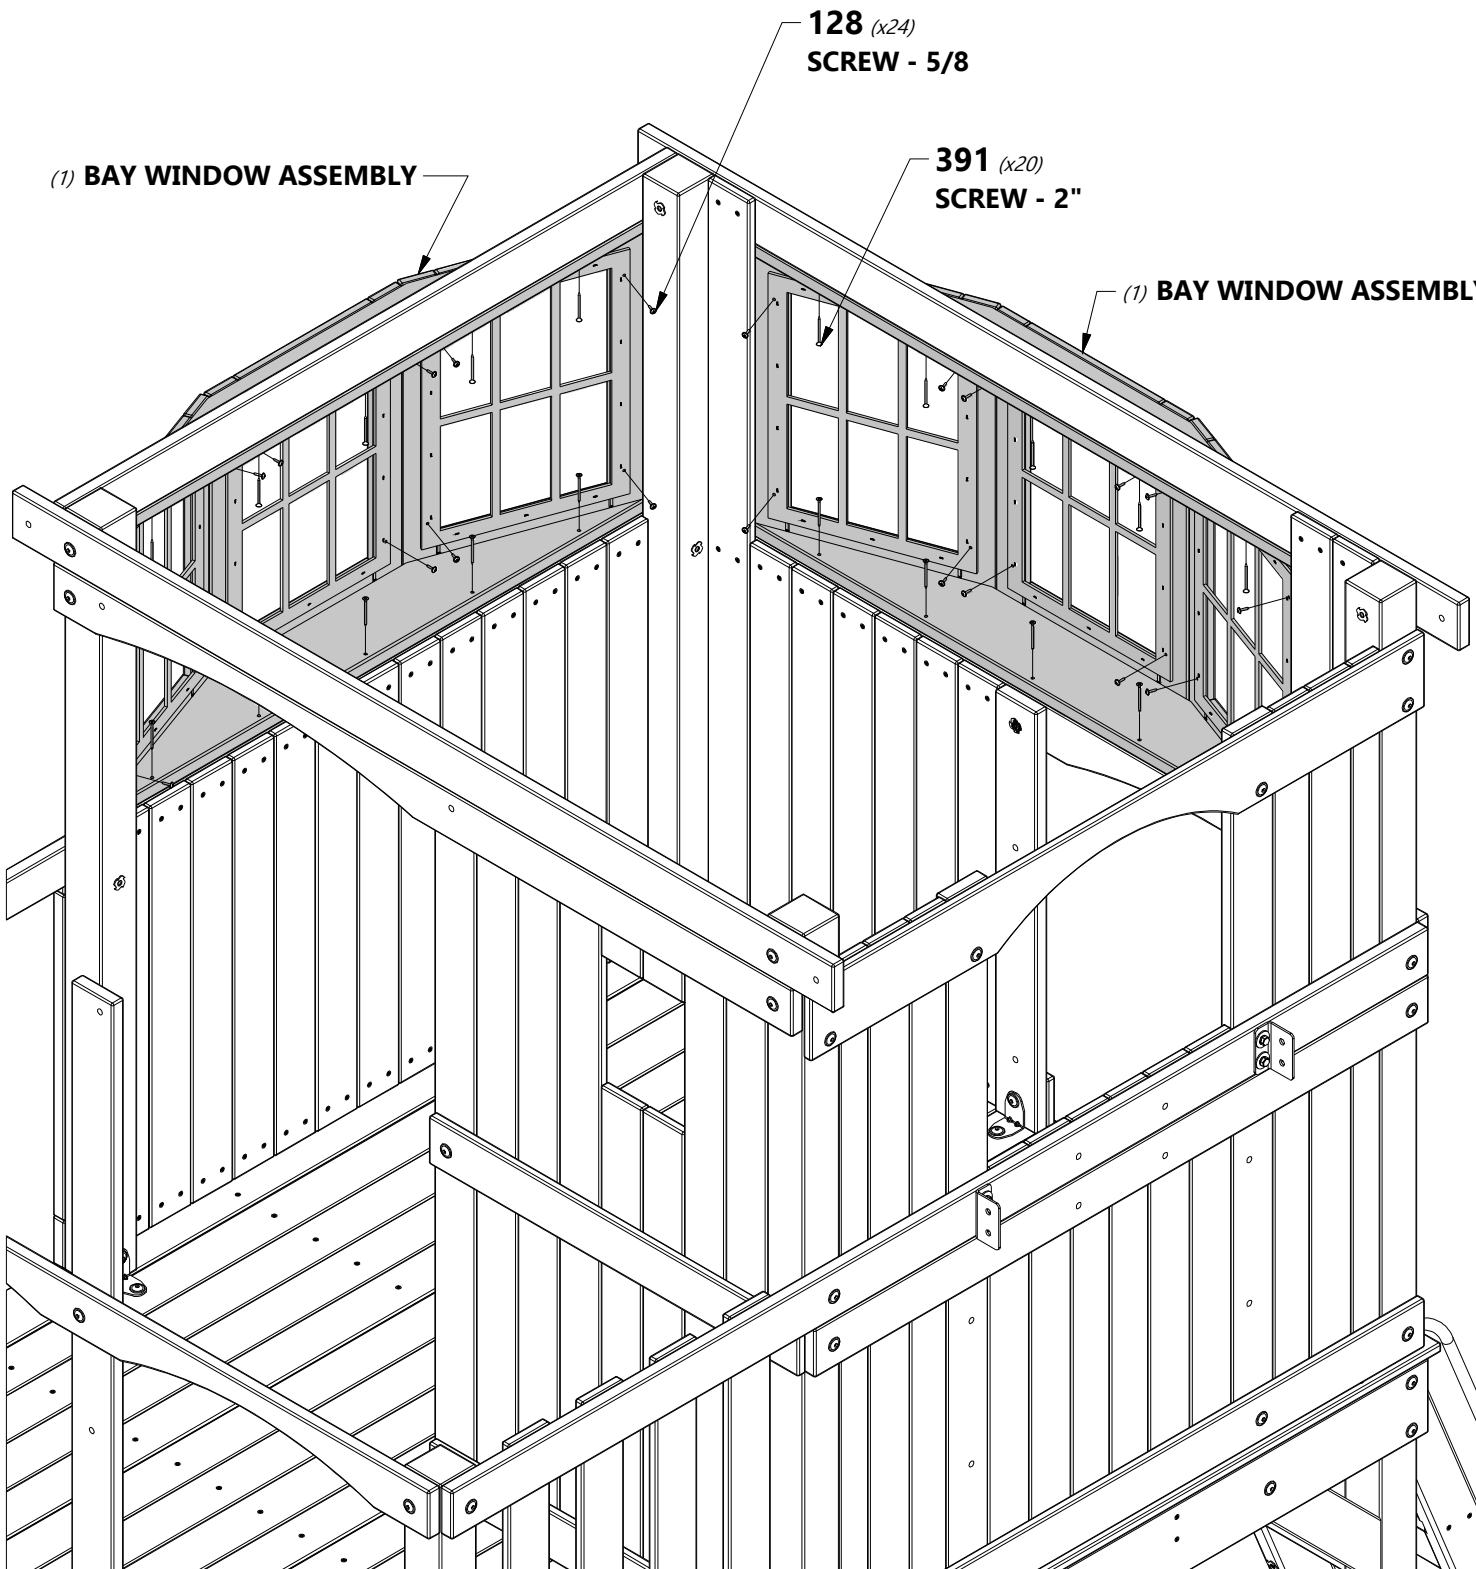 128 (x24)
SCREW - 5/8
391 (x20)
SCREW - 2"
(1) BAY WINDOW ASSEMBLY
(1) BAY WINDOW ASSEMBLY